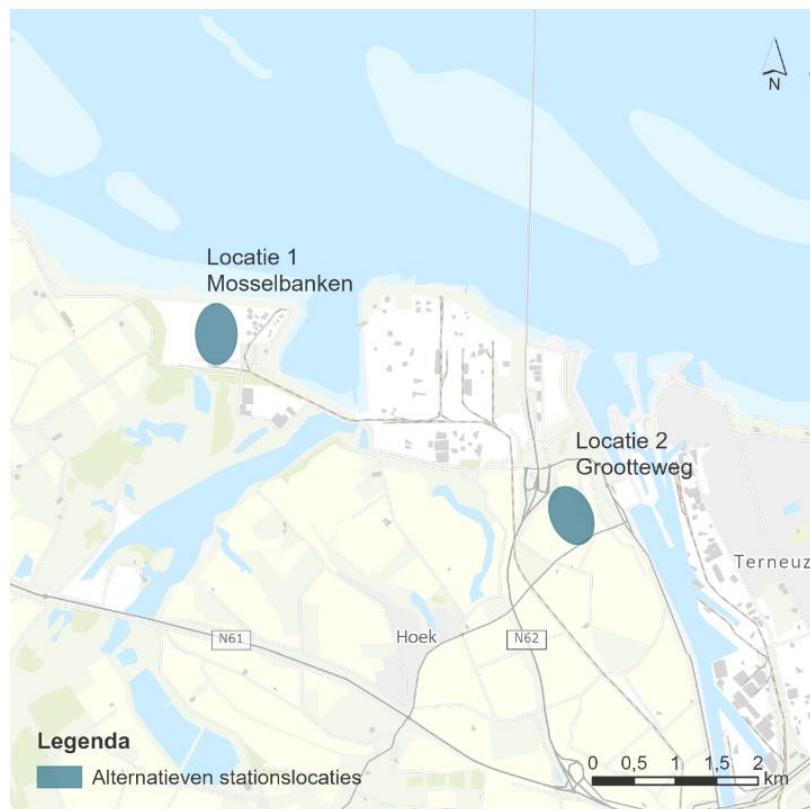 N
Locatie 1
Mosselbanken
Locatie 2
Grootteweg
Terneuz
Hoek
N61
N62
Legenda
Alternatieven stationslocaties
0 0,5 1 1,5 2
km